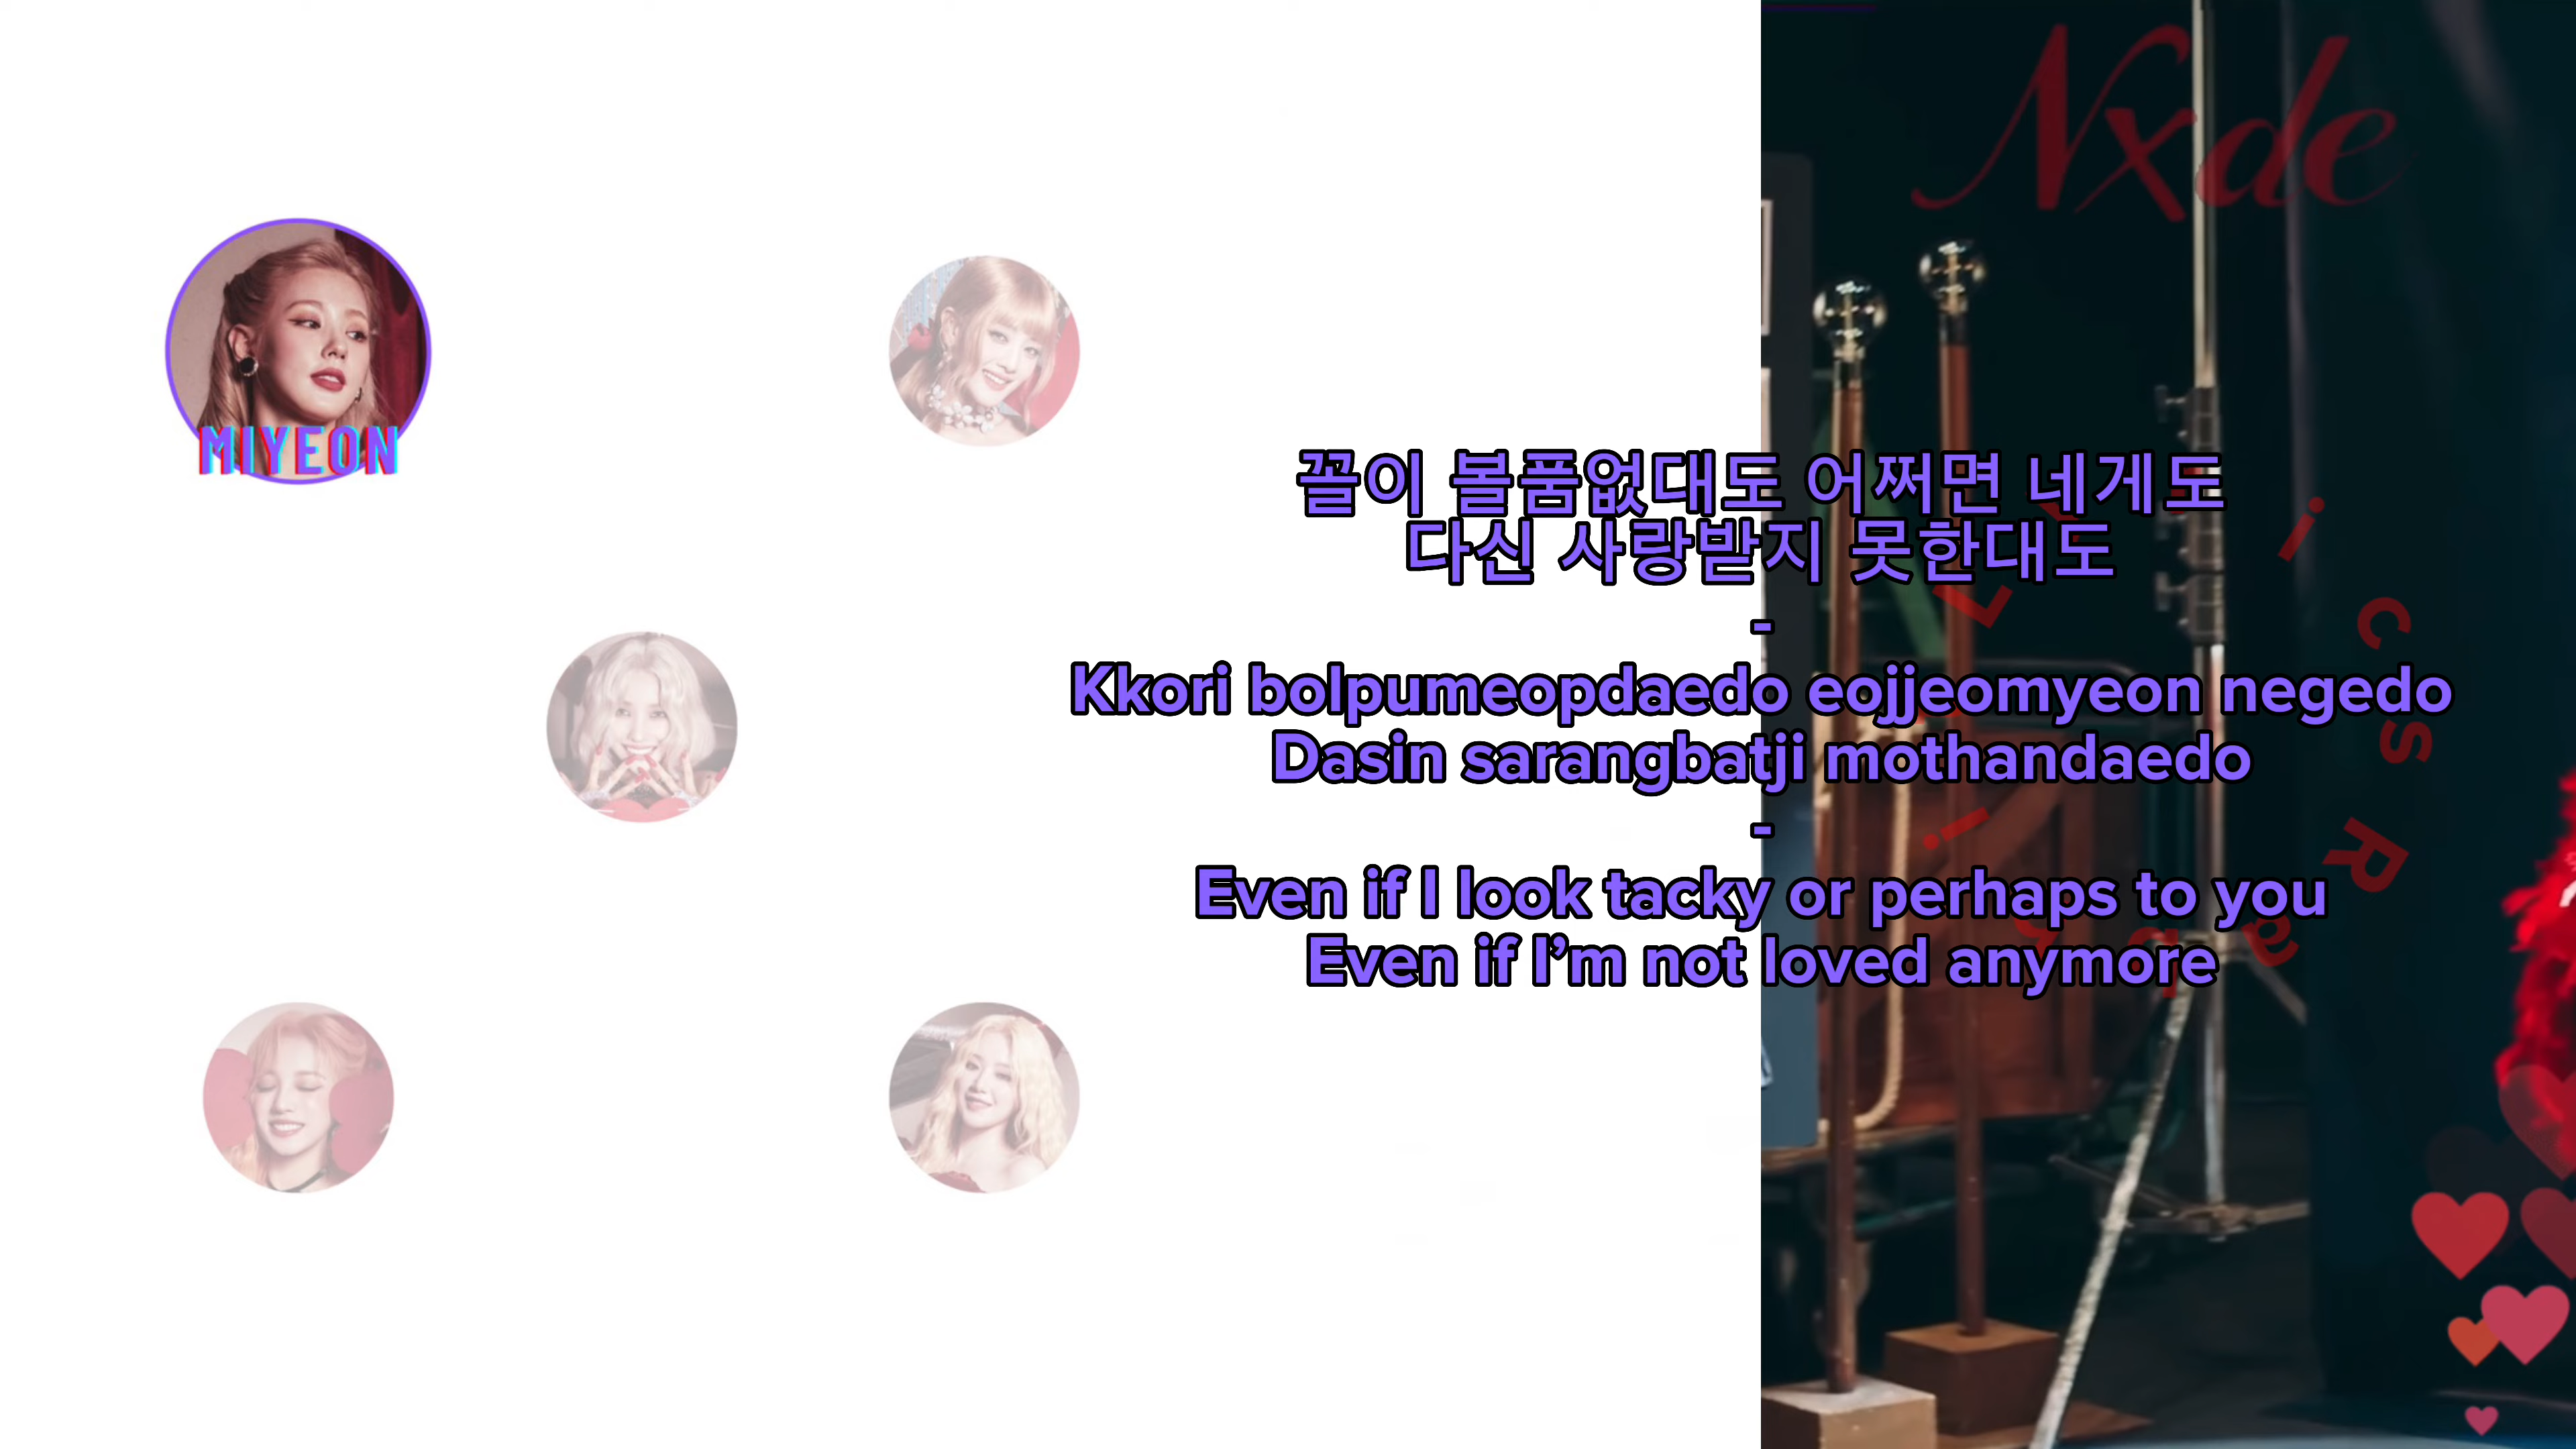 Nxde
MIYEON
꼴이 볼품없대도 어쩌면 네게도
다신 사랑받지 못한대도
-
Kkori bolpumeopdaedo eojjeomyeon negedo
Dasin sarangbatji mothandaedo
-
Even if I look tacky or perhaps to you
Even if I’m not loved anymore